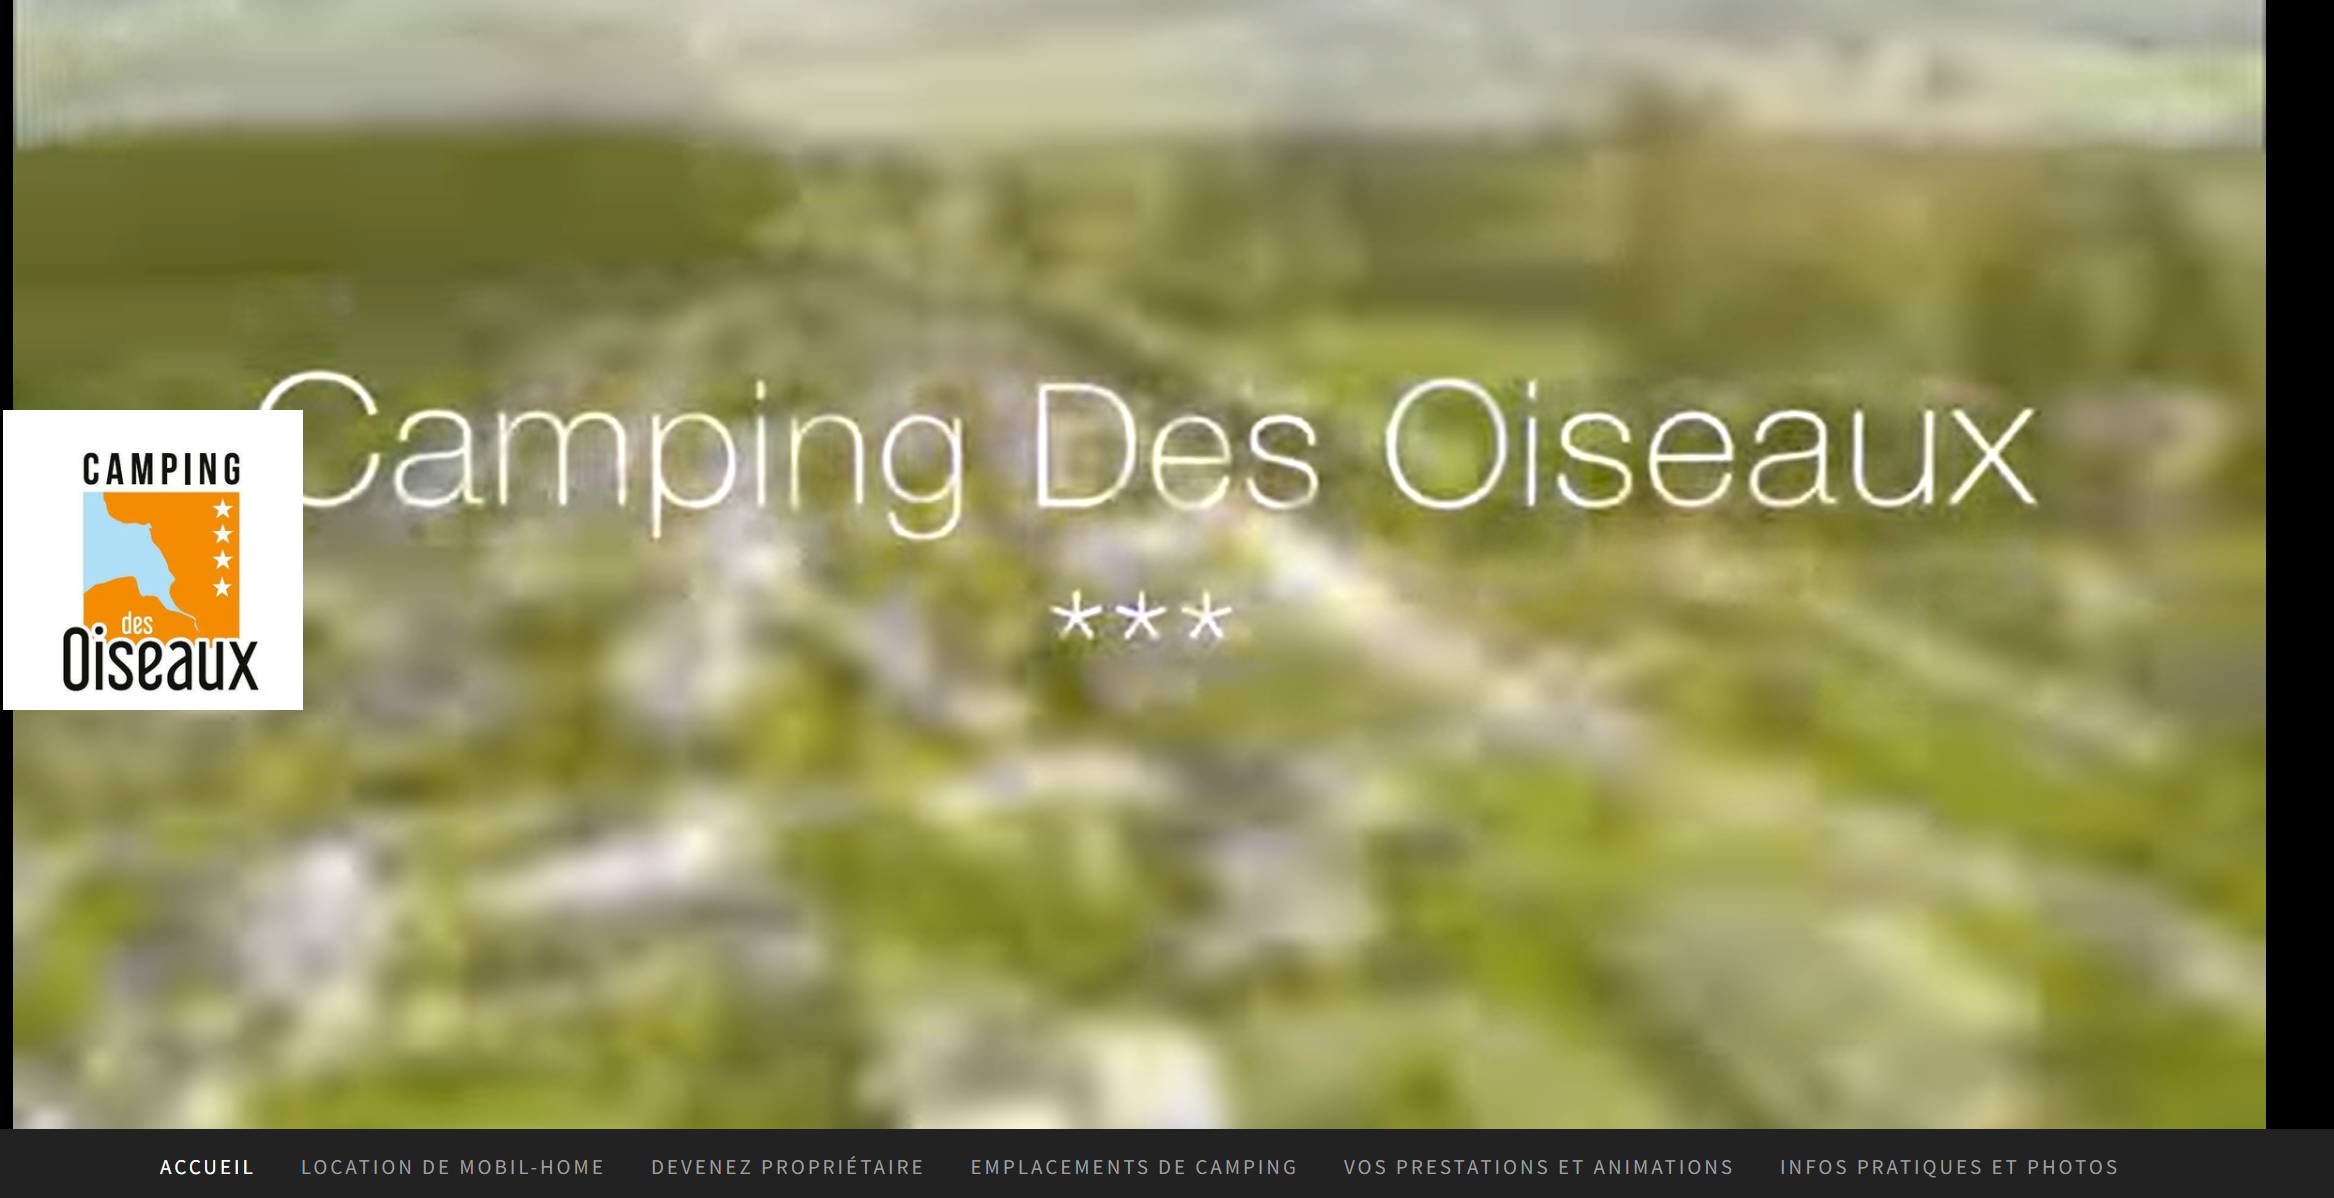 Camping Des Oiseaux
***
CAMPING
des
Oiseaux
ACCUEIL LOCATION DE MOBIL-HOME DEVENEZ PROPRIÉTAIRE EMPLACEMENTS DE CAMPING VOS PRESTATIONS ET ANIMATIONS INFOS PRATIQUES ET PHOTOS